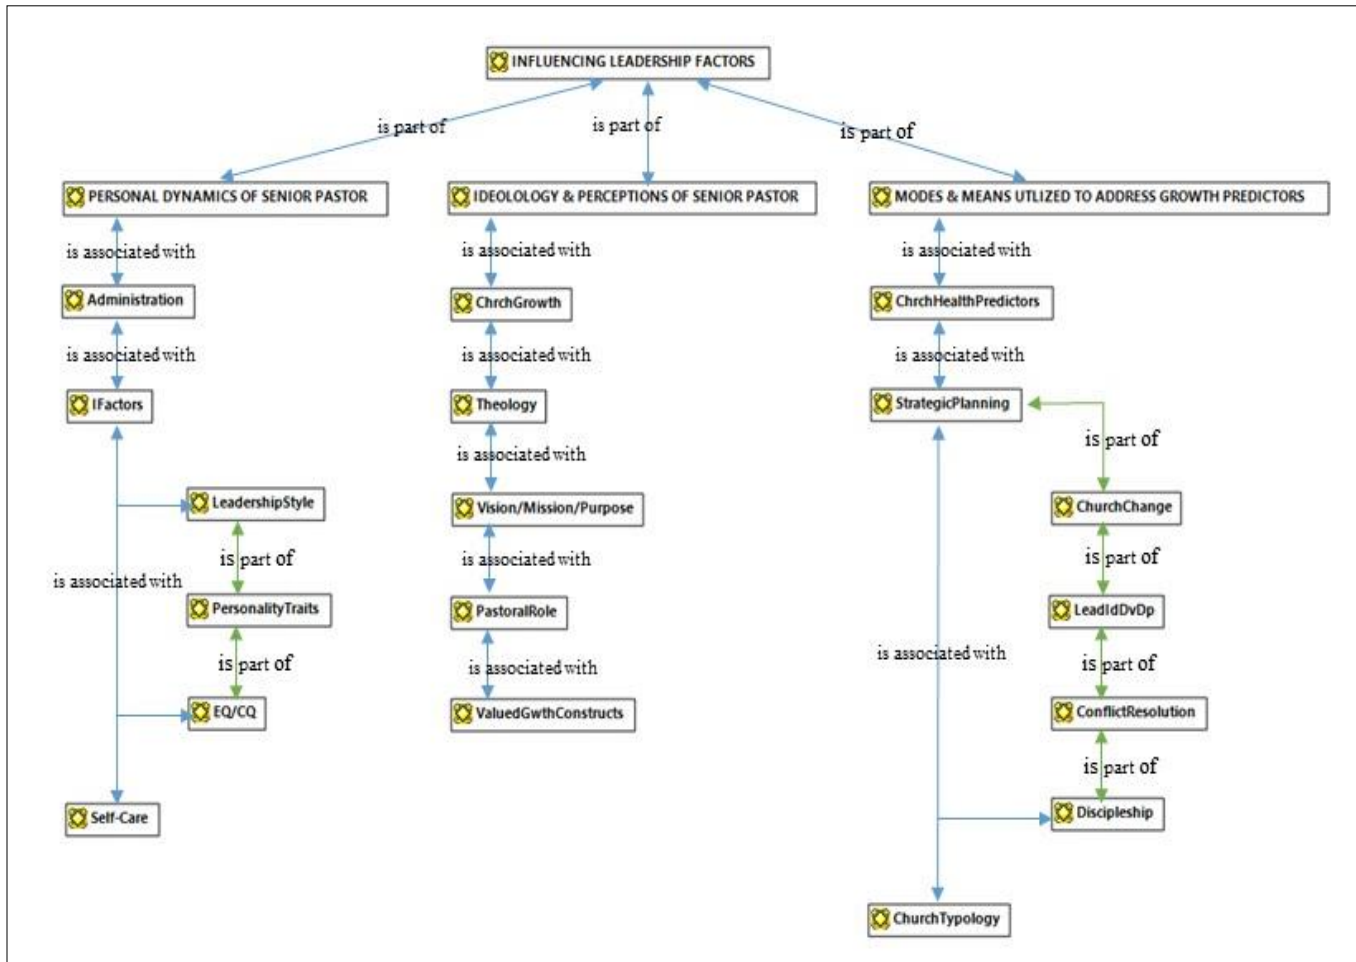 INFLUENCING LEADERSHIP FACTORS
is part of
is part of
is part of
PERSONAL DYNAMICS OF SENIOR PASTOR
IDEOLOLOGY & PERCEPTIONS OF SENIOR PASTOR
MODES & MEANS UTLIZED TO ADDRESS GROWTH PREDICTORS
is associated with
is associated with
is associated with
Administration
ChrchGrowth
ChrchHealthPredictors
is associated with
is associated with
is associated with
IFactors
Theology
StrategicPlanning
is part of
is associated with
LeadershipStyle
Vision/Mission/Purpose
ChurchChange
is part of
is associated with
is part of
is associated with
PersonalityTraits
PastoralRole
LeadIdDvDp
is part of
is associated with
is associated with
is part of
EQ/CQ
ValuedGwthConstructs
ConflictResolution
is part of
Self-Care
Discipleship
ChurchTypology